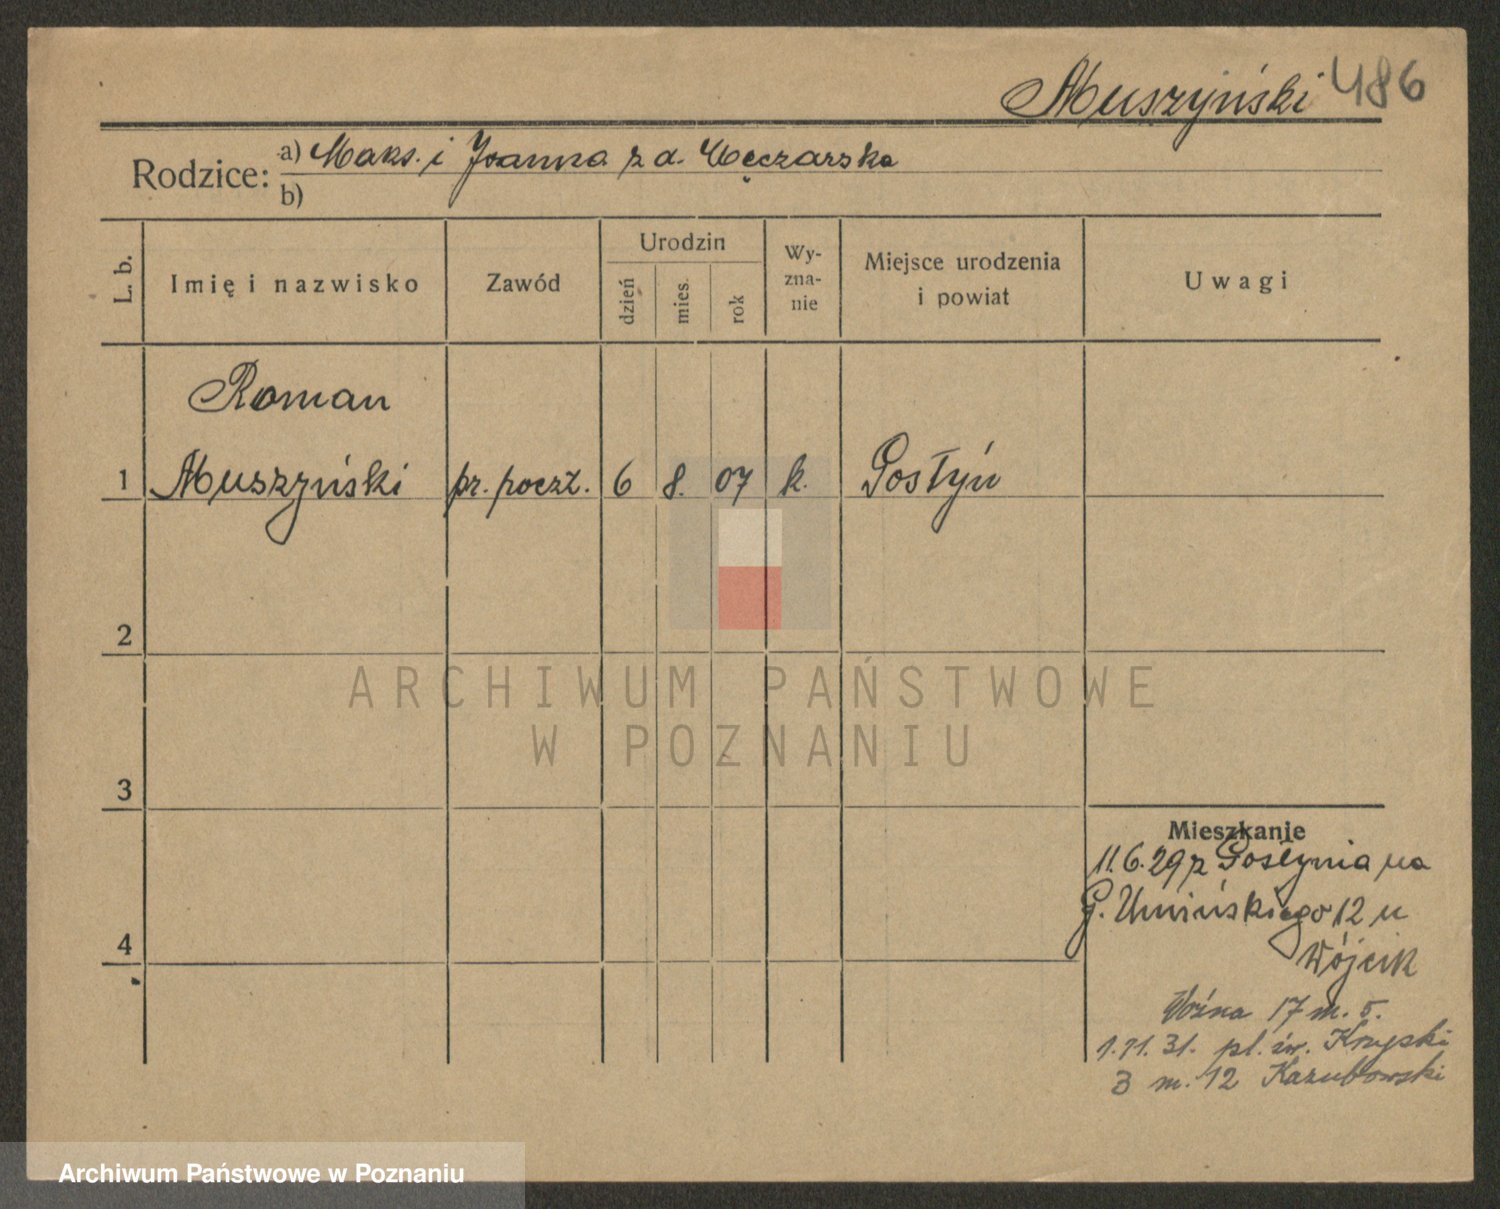 Muszyński 486
Rodzice: a) Maks. i Joanna z d. Węczarska
b)
L. b.
Imię i nazwisko
Zawód
Urodzin
dzień
mies.
rok
Wy-
zna-
nie
Miejsce urodzenia
i powiat
Uwagi
Roman
1 Muszyński pr. poczt. 6 8. 07 k. Gostyń
2
ARCHIWUM PAŃSTWOWE
W POZNANIU
3
Mieszkanie
11.6.29 z Gostynia na
G. Umińskiego 12 u
4
Wójcik
Woźna 17 m. 5.
1.11.31. pl. św. Krzyski
3 m. 12 Kazubowski
Archiwum Państwowe w Poznaniu